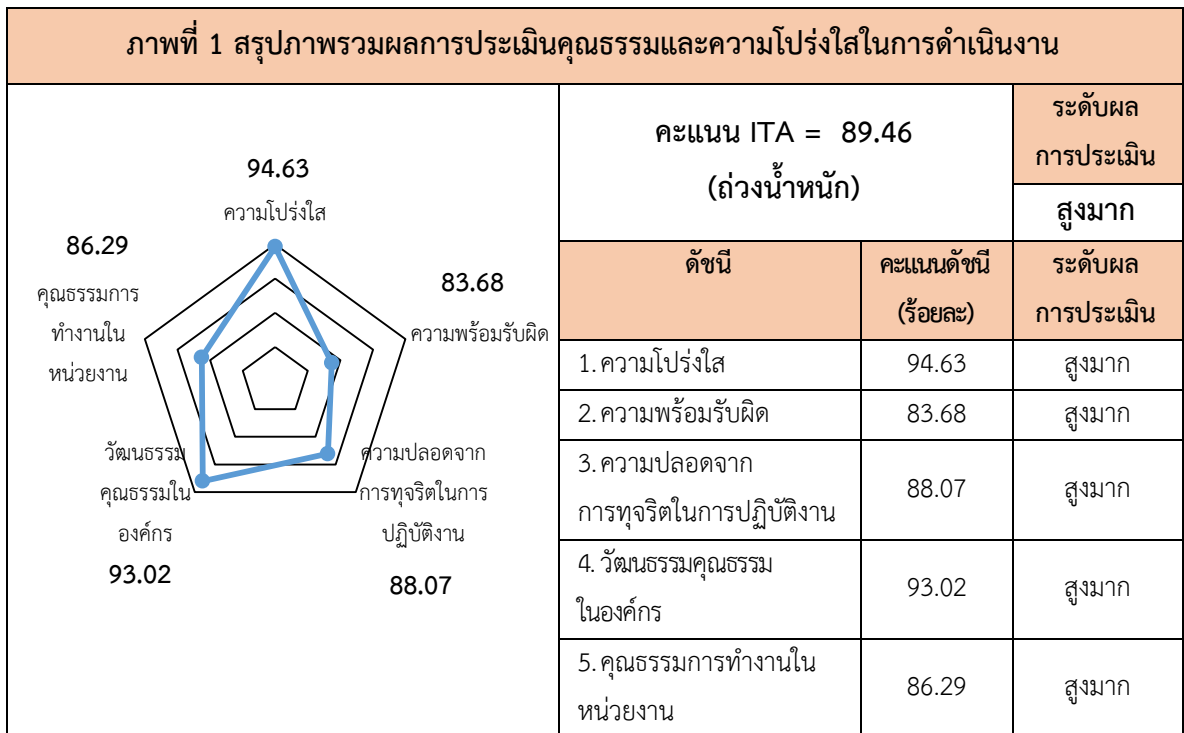 ภาพที่ 1 สรุปภาพรวมผลการประเมินคุณธรรมและความโปร่งใสในการดำเนินงาน
94.63
ความโปร่งใส
86.29
คุณธรรมการ
ทำงานใน
หน่วยงาน
83.68
ความพร้อมรับผิด
วัฒนธรรม
คุณธรรมใน
องค์กร
93.02
ความปลอดจาก
การทุจริตในการ
ปฏิบัติงาน
88.07
คะแนน ITA = 89.46
(ถ่วงน้ำหนัก)
ระดับผล
การประเมิน
สูงมาก
ดัชนี
คะแนนดัชนี
(ร้อยละ)
ระดับผล
การประเมิน
1. ความโปร่งใส 94.63 สูงมาก
2. ความพร้อมรับผิด 83.68 สูงมาก
3. ความปลอดจาก
การทุจริตในการปฏิบัติงาน
88.07 สูงมาก
4. วัฒนธรรมคุณธรรม
ในองค์กร
93.02 สูงมาก
5. คุณธรรมการทำงานใน
หน่วยงาน
86.29 สูงมาก